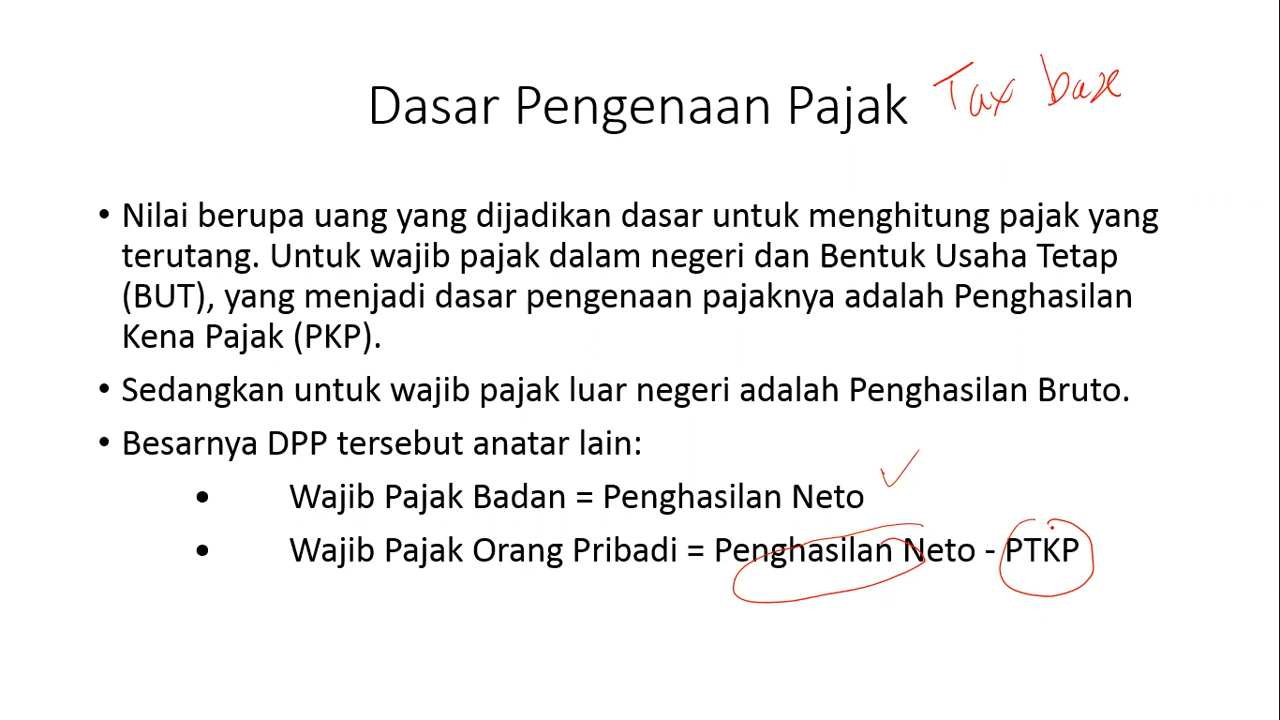 Dasar Pengenaan Pajak Tax base
• Nilai berupa uang yang dijadikan dasar untuk menghitung pajak yang
terutang. Untuk wajib pajak dalam negeri dan Bentuk Usaha Tetap
(BUT), yang menjadi dasar pengenaan pajaknya adalah Penghasilan
Kena Pajak (PKP).
• Sedangkan untuk wajib pajak luar negeri adalah Penghasilan Bruto.
• Besarnya DPP tersebut anatar lain:
• Wajib Pajak Badan = Penghasilan Neto
• Wajib Pajak Orang Pribadi = Penghasilan Neto - PTKP